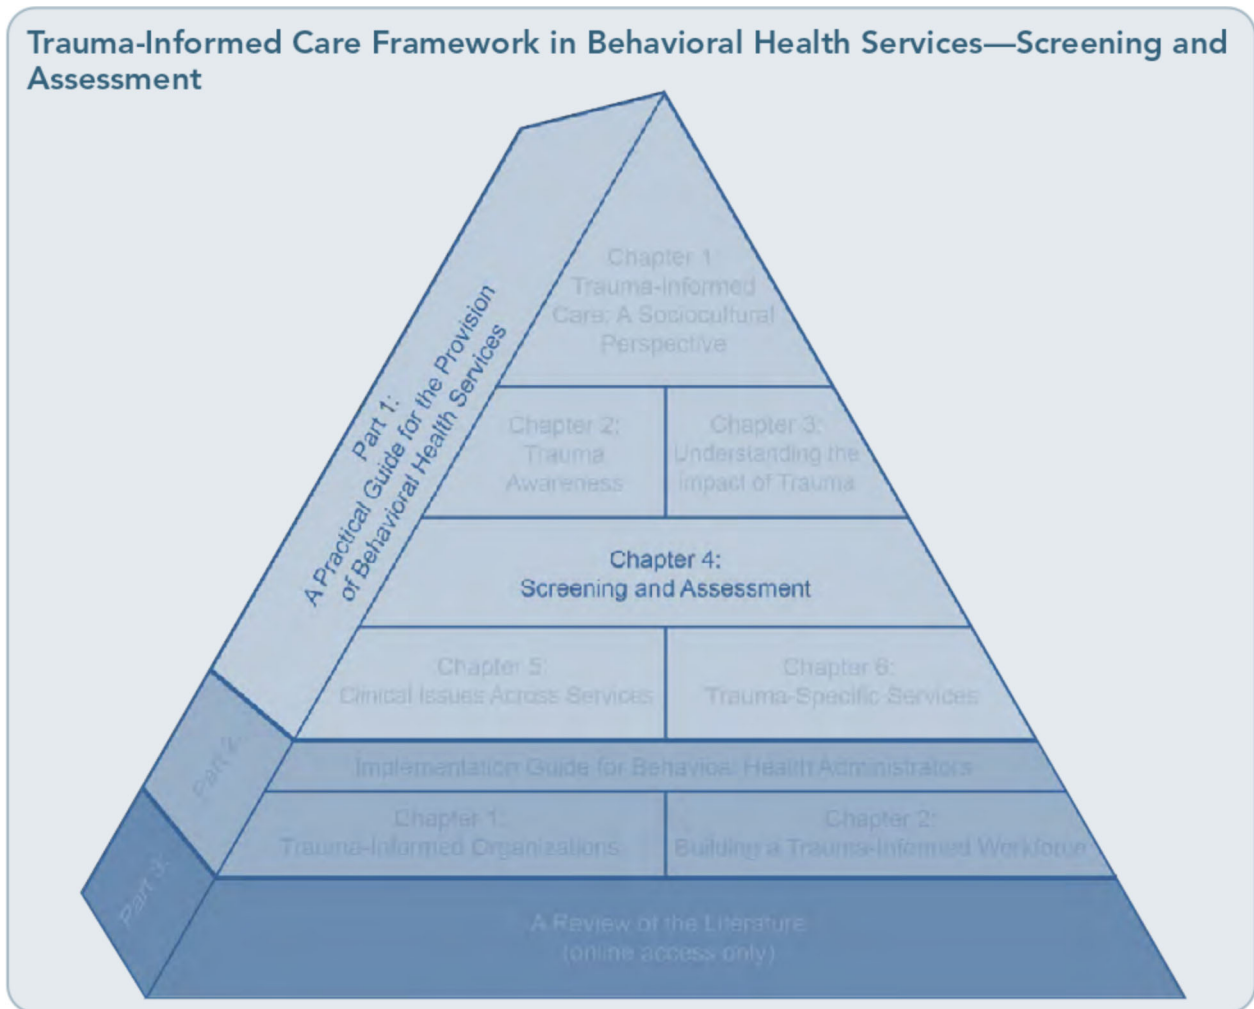 Trauma-Informed Care Framework in Behavioral Health Services—Screening and
Assessment
Part 1:
A Practical Guide for the Provision
of Behavioral Health Services
Chapter 1
Trauma-Informed
Care: A Sociocultural
Perspective
Chapter 2:
Trauma
Awareness
Chapter 3:
Understanding the
Impact of Trauma
Chapter 4:
Screening and Assessment
Chapter 5:
Clinical Issues Across Services
Chapter 6:
Trauma-Specific Services
Part 2:
Implementation Guide for Behavioral Health Administrators
Chapter 1:
Trauma-Informed Organizations
Chapter 2:
Building a Trauma-Informed Workforce
Part 3:
A Review of the Literature
(online access only)